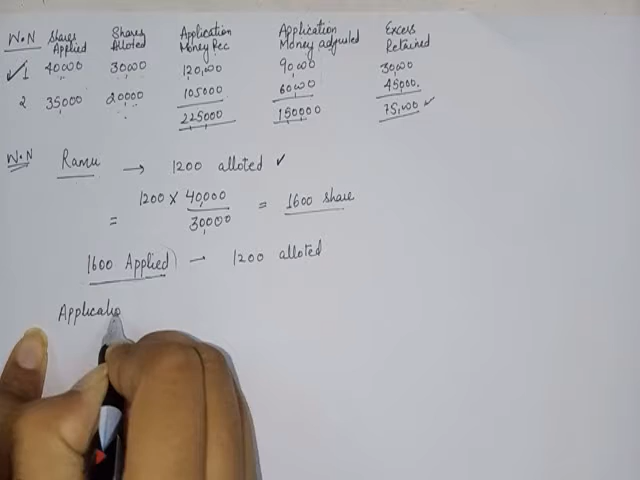 W.N Shares Applied Shares Alloted Application Money Rec Application Money adjusted Excess Retained
1 40000 30000 120,000 90,000 30,000
2 35000 20000 105000 60000 45000.
225000 150000 75,000
W.N Ramu → 1200 alloted
= 1200 × 40,000 / 30000 = 1600 share
1600 Applied - 1200 alloted
Applicatio